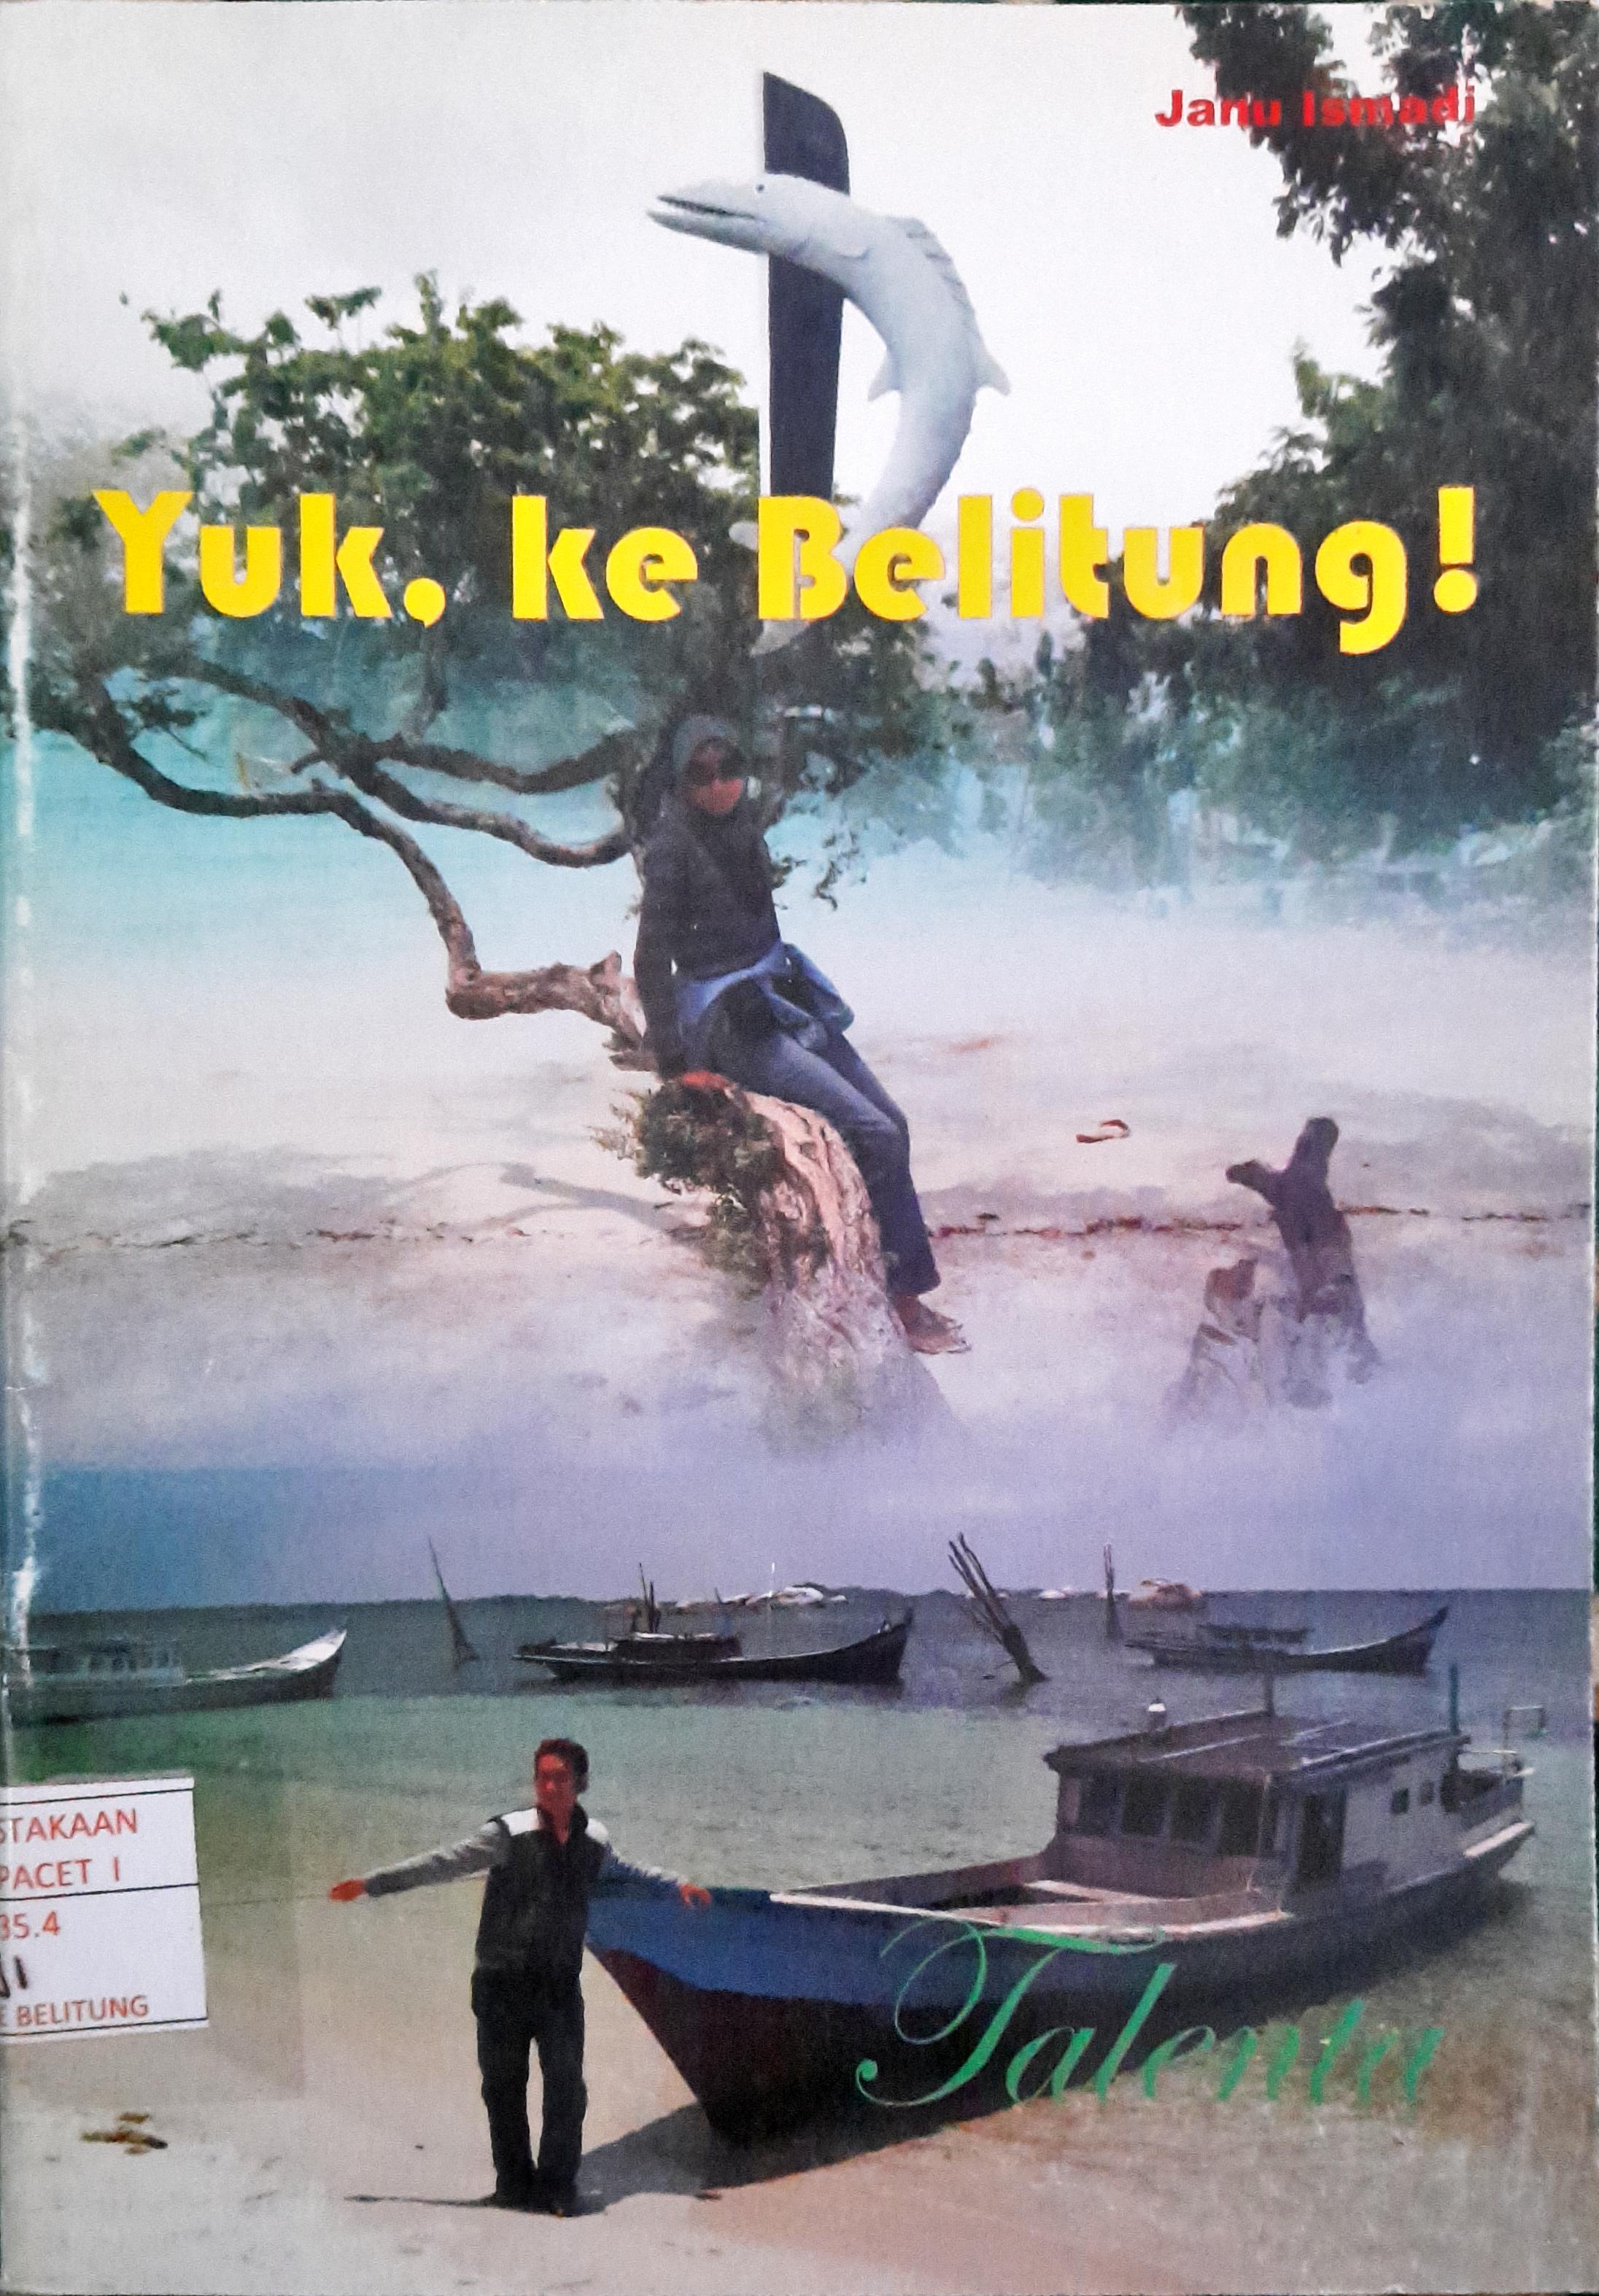 Janu Ismadi
Yuk, ke Belitung!
STAKAAN
PACET I
35.4
JI
E BELITUNG
Talenta